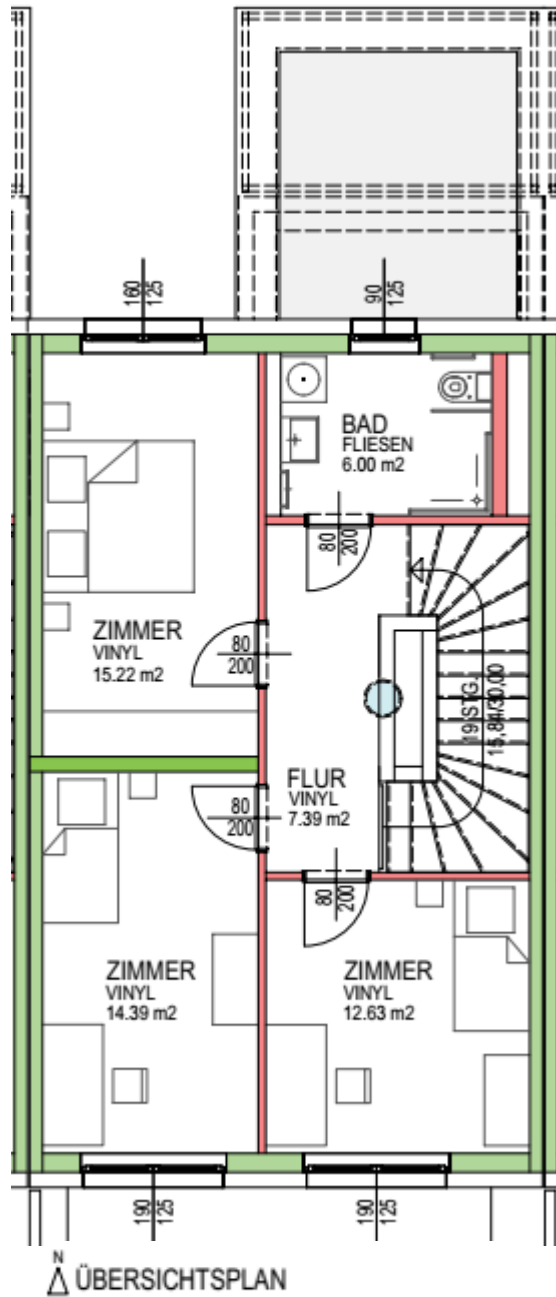 160
125
90
125
BAD
FLIESEN
6.00 m2
80
200
ZIMMER
VINYL
15.22 m2
80
200
19 STG.
15,84/30,00
FLUR
VINYL
7.39 m2
80
200
80
200
ZIMMER
VINYL
14.39 m2
ZIMMER
VINYL
12.63 m2
190
125
190
125
N
ÜBERSICHTSPLAN